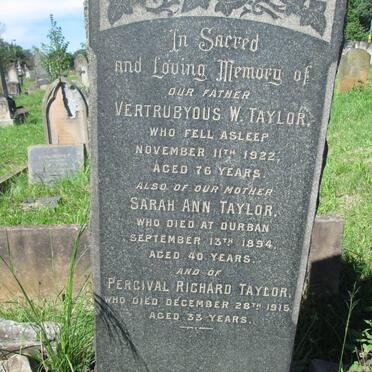 In Sacred
and Loving Memory of
OUR FATHER
VERTRUBYOUS W. TAYLOR,
WHO FELL ASLEEP
NOVEMBER 11TH 1922,
AGED 76 YEARS.
ALSO OF OUR MOTHER
SARAH ANN TAYLOR,
WHO DIED AT DURBAN
SEPTEMBER 13TH 1894,
AGED 40 YEARS.
AND OF
PERCIVAL RICHARD TAYLOR,
WHO DIED DECEMBER 28TH 1915,
AGED 33 YEARS.